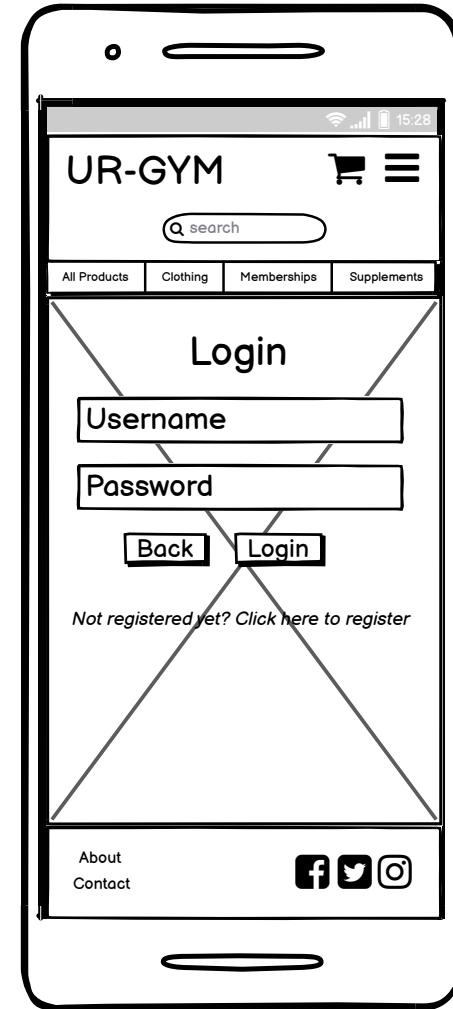 15:28
UR-GYM
search
All Products Clothing Memberships Supplements
Login
Username
Password
Back Login
Not registered yet? Click here to register
About
Contact